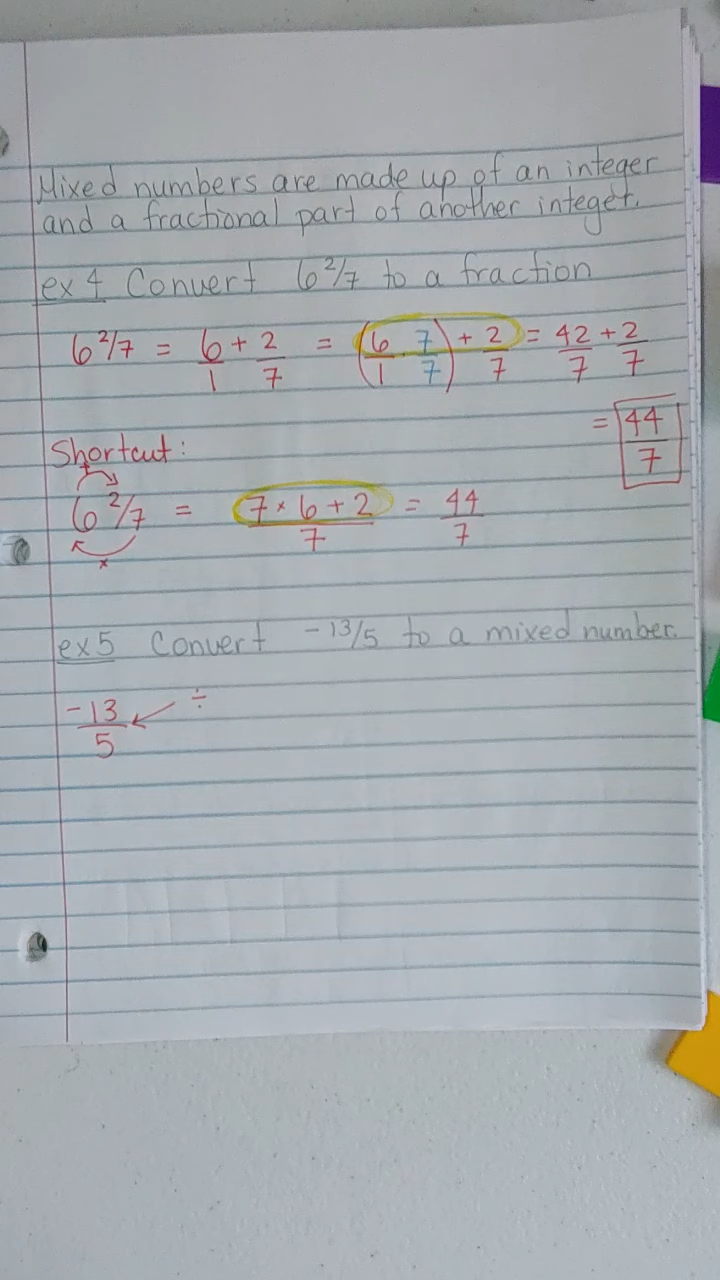 Mixed numbers are made up of an integer
and a fractional part of another integer.
ex 4 Convert 6 2/7 to a fraction
6 2/7 = 6/1 + 2/7 = (6/1 7/7) + 2/7 = 42/7 + 2/7
= 44/7
Shortcut:
+
6 2/7 = 7 × 6 + 2/7 = 44/7
×
ex 5 Convert -13/5 to a mixed number.
-13/5 ÷